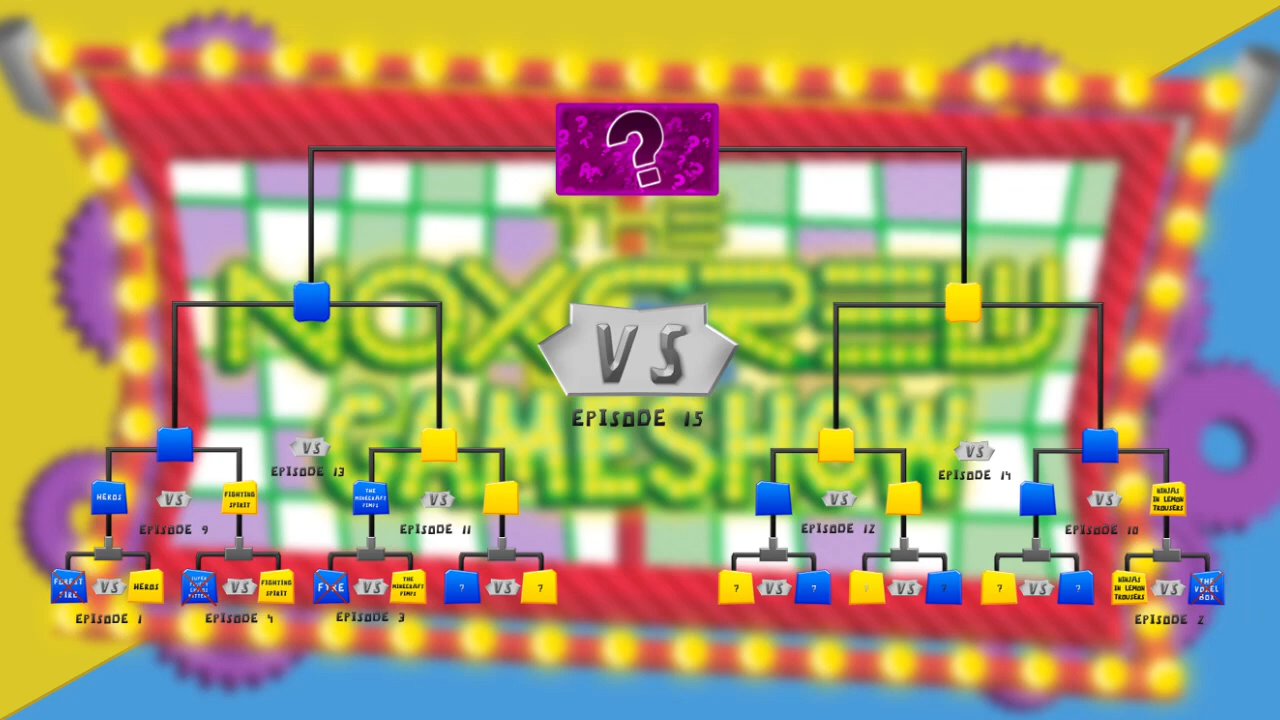 ?
THE
NOXCREW
GAMESHOW
VS
EPISODE 15
VS
EPISODE 13
VS
EPISODE 14
HEROS
VS
FIGHTING
SPIRIT
EPISODE 9
THE
MINECRAFT
PIMPS
VS
EPISODE 11
VS
EPISODE 12
VS
NINJAS
IN LEMON
TROUSERS
EPISODE 10
FOREST
FIRE
VS
HEROS
EPISODE 1
VS
FIGHTING
SPIRIT
EPISODE 4
VS
THE
MINECRAFT
PIMPS
EPISODE 3
?
VS
?
?
VS
?
?
VS
?
?
VS
?
NINJAS
IN LEMON
TROUSERS
VS
THE
VOXEL
BOX
EPISODE 2